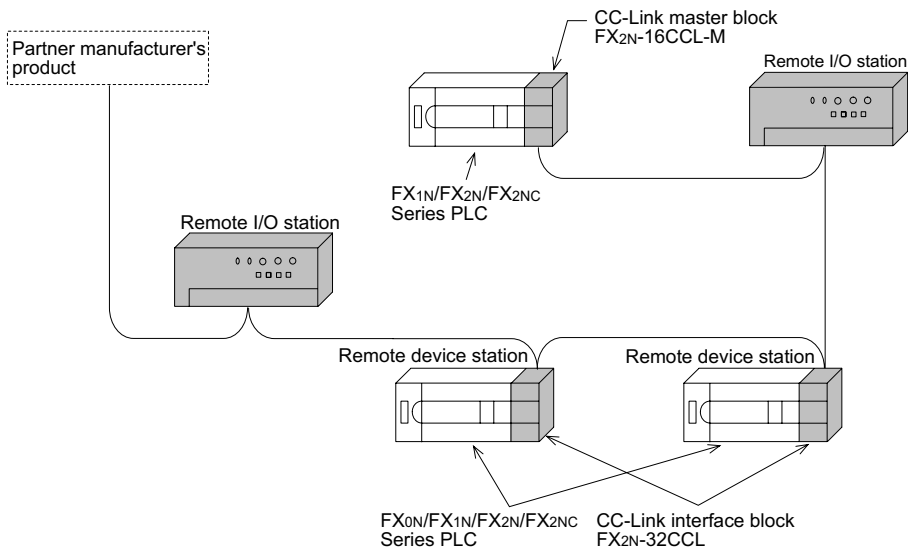 Partner manufacturer's
product
CC-Link master block
FX2N-16CCL-M
Remote I/O station
FX1N/FX2N/FX2NC
Series PLC
Remote I/O station
Remote device station
Remote device station
FX0N/FX1N/FX2N/FX2NC
Series PLC
CC-Link interface block
FX2N-32CCL